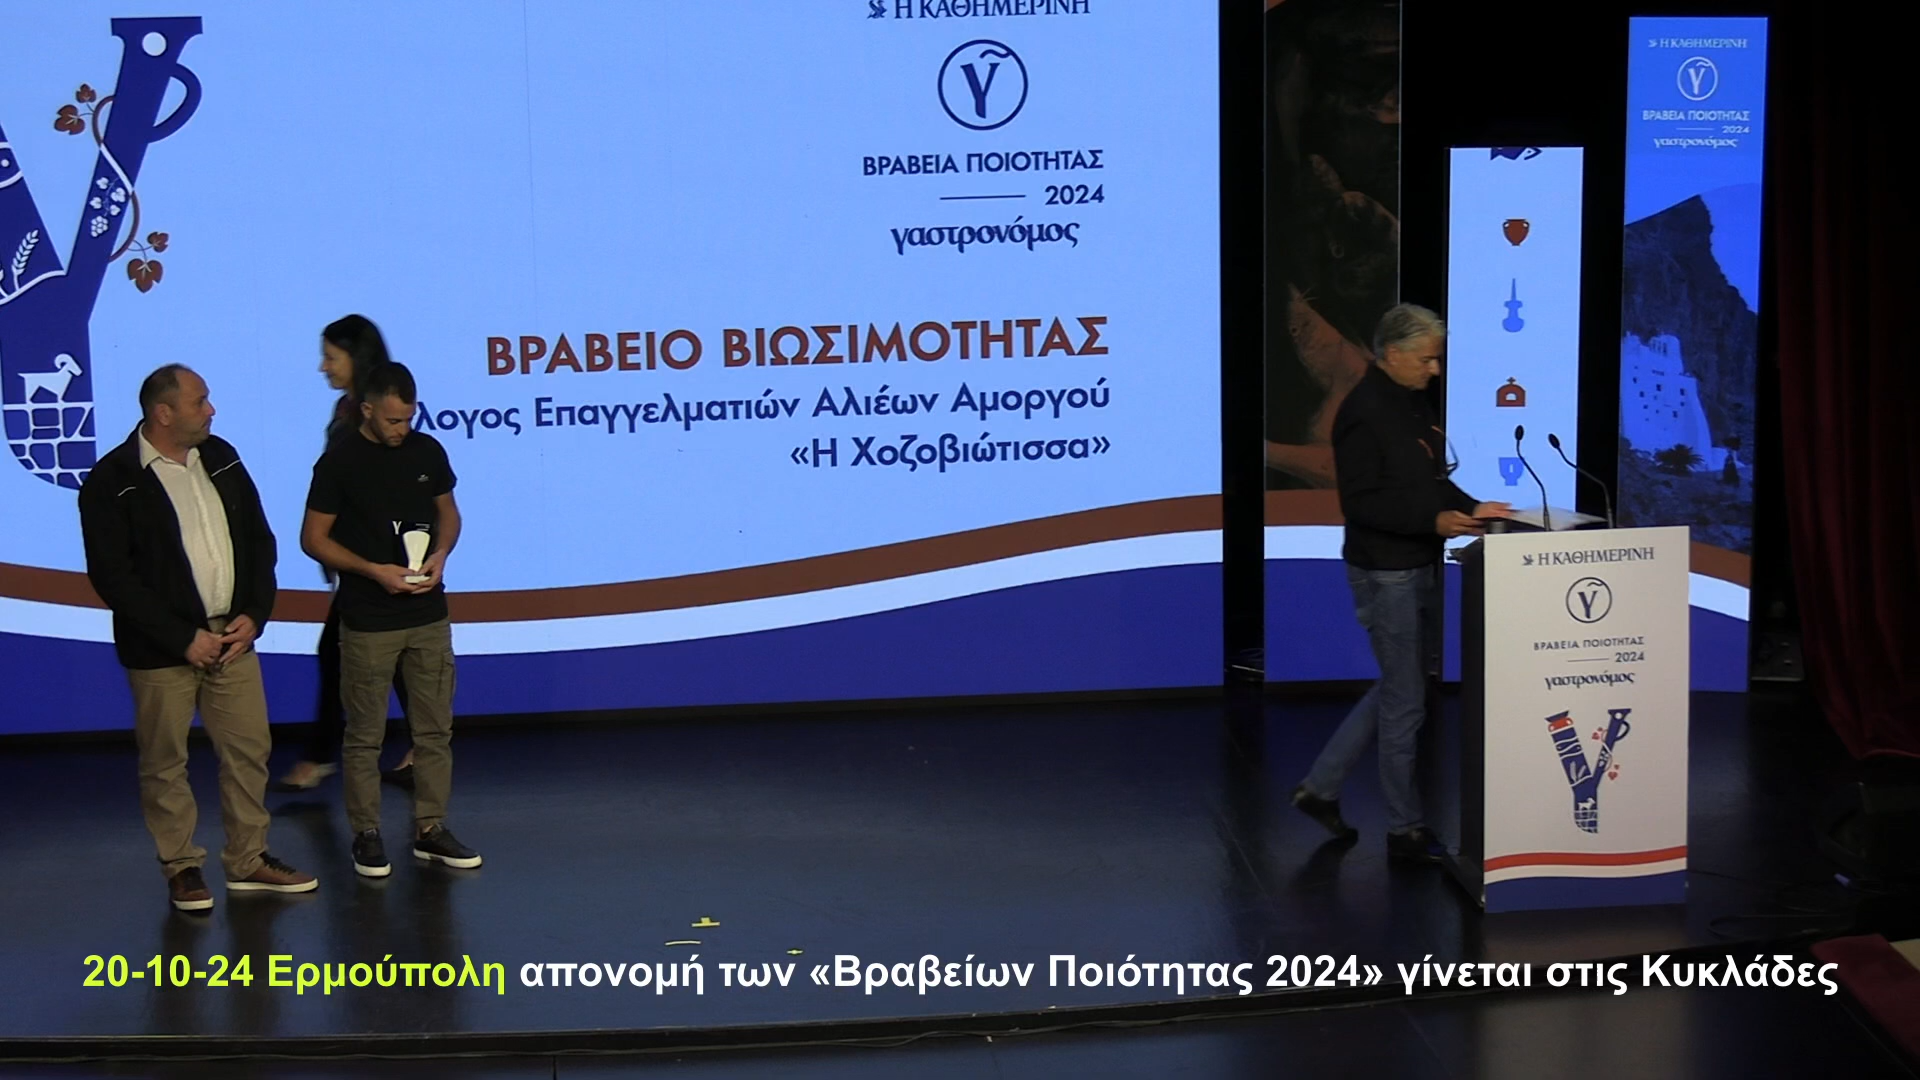 Η ΚΑΘΗΜΕΡΙΝΗ
ΒΡΑΒΕΙΑ ΠΟΙΟΤΗΤΑΣ
2024
γαστρονόμος
ΒΡΑΒΕΙΟ ΒΙΩΣΙΜΟΤΗΤΑΣ
λογος Επαγγελματιών Αλιέων Αμοργού
«Η Χοζοβιώτισσα»
Η ΚΑΘΗΜΕΡΙΝΗ
ΒΡΑΒΕΙΑ ΠΟΙΟΤΗΤΑΣ
2024
γαστρονόμος
Η ΚΑΘΗΜΕΡΙΝΗ
ΒΡΑΒΕΙΑ ΠΟΙΟΤΗΤΑΣ
2024
γαστρονόμος
20-10-24 Ερμούπολη απονομή των «Βραβείων Ποιότητας 2024» γίνεται στις Κυκλάδες